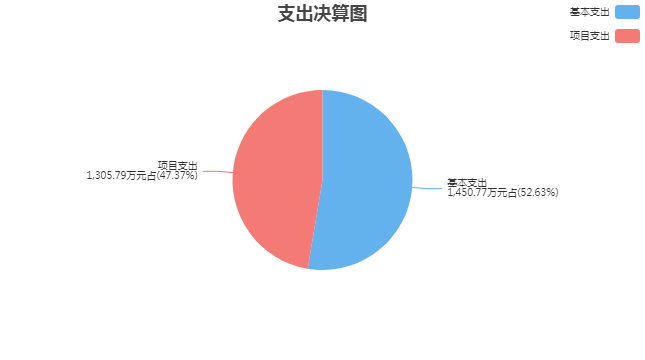 支出决算图
基本支出
项目支出
项目支出
1,305.79万元占(47.37%)
基本支出
1,450.77万元占(52.63%)